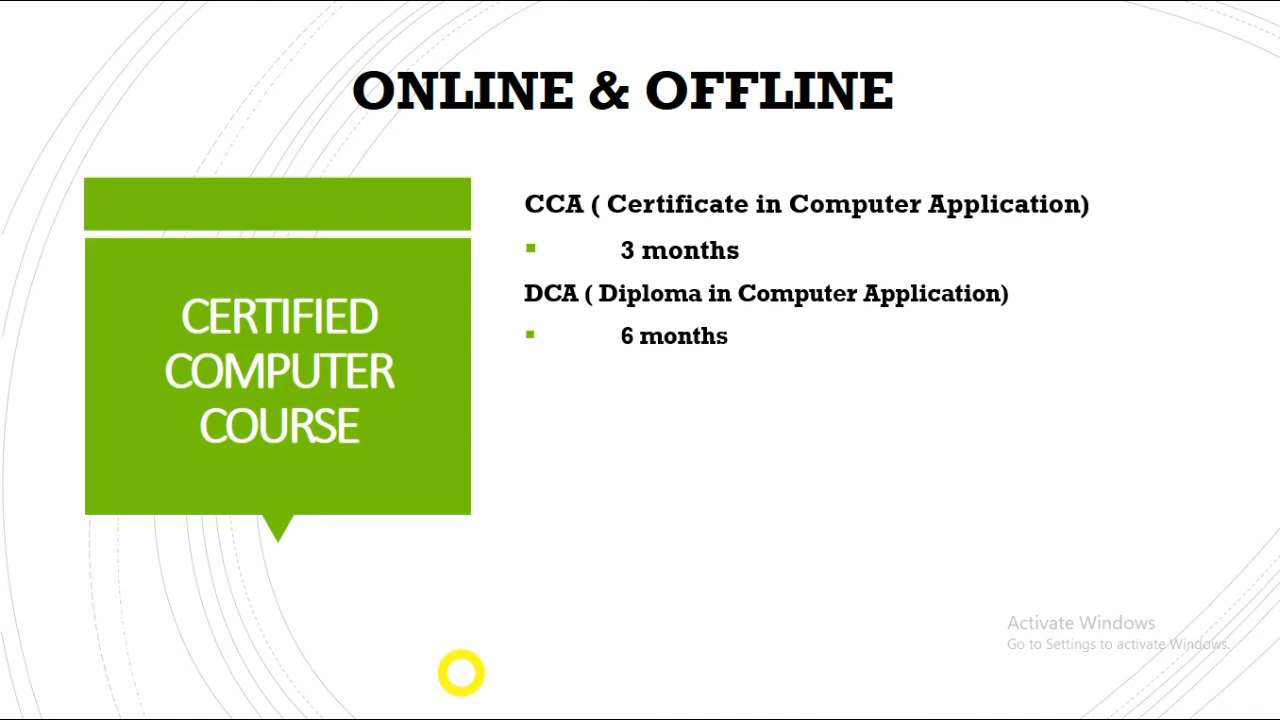 ONLINE & OFFLINE
CERTIFIED
COMPUTER
COURSE
CCA ( Certificate in Computer Application)
3 months
DCA ( Diploma in Computer Application)
6 months
Activate Windows
Go to Settings to activate Windows.